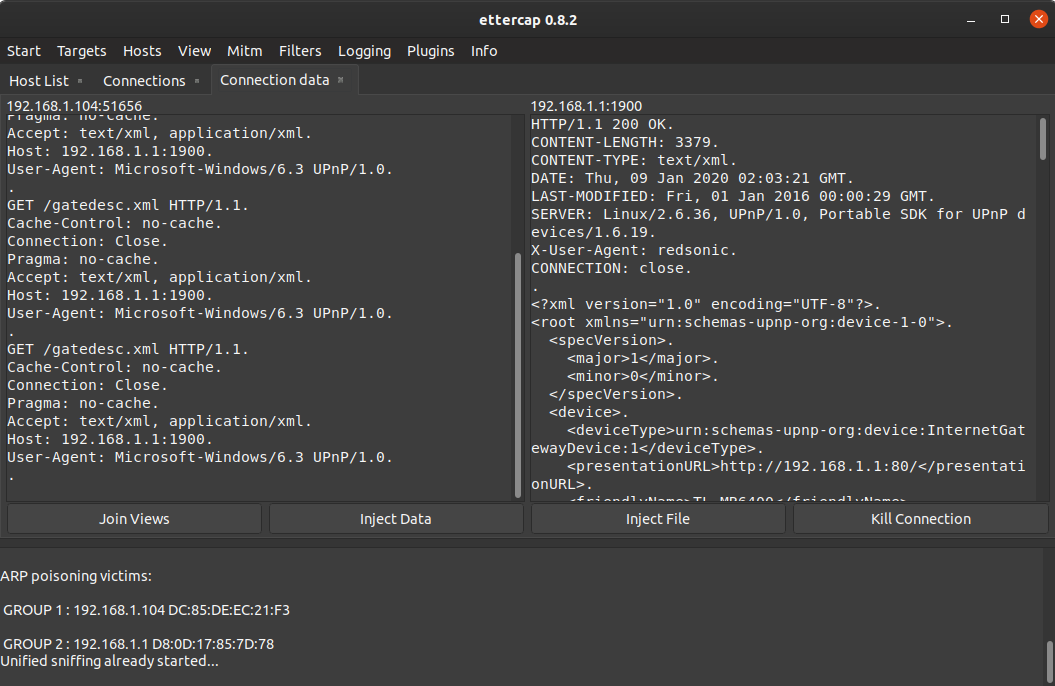 ettercap 0.8.2
Start Targets Hosts View Mitm Filters Logging Plugins Info
Host List Connections Connection data
192.168.1.104:51656
Pragma: no-cache.
Accept: text/xml, application/xml.
Host: 192.168.1.1:1900.
User-Agent: Microsoft-Windows/6.3 UPnP/1.0.
.
GET /gatedesc.xml HTTP/1.1.
Cache-Control: no-cache.
Connection: Close.
Pragma: no-cache.
Accept: text/xml, application/xml.
Host: 192.168.1.1:1900.
User-Agent: Microsoft-Windows/6.3 UPnP/1.0.
.
GET /gatedesc.xml HTTP/1.1.
Cache-Control: no-cache.
Connection: Close.
Pragma: no-cache.
Accept: text/xml, application/xml.
Host: 192.168.1.1:1900.
User-Agent: Microsoft-Windows/6.3 UPnP/1.0.
.
192.168.1.1:1900
HTTP/1.1 200 OK.
CONTENT-LENGTH: 3379.
CONTENT-TYPE: text/xml.
DATE: Thu, 09 Jan 2020 02:03:21 GMT.
LAST-MODIFIED: Fri, 01 Jan 2016 00:00:29 GMT.
SERVER: Linux/2.6.36, UPnP/1.0, Portable SDK for UPnP d
evices/1.6.19.
X-User-Agent: redsonic.
CONNECTION: close.
.
<?xml version="1.0" encoding="UTF-8"?>.
<root xmlns="urn:schemas-upnp-org:device-1-0">.
<specVersion>.
<major>1</major>.
<minor>0</minor>.
</specVersion>.
<device>.
<deviceType>urn:schemas-upnp-org:device:InternetGat
ewayDevice:1</deviceType>.
<presentationURL>http://192.168.1.1:80/</presentati
onURL>.
<friendlyName>TL-MR6400</friendlyName>
Join Views Inject Data Inject File Kill Connection
ARP poisoning victims:
GROUP 1 : 192.168.1.104 DC:85:DE:EC:21:F3
GROUP 2 : 192.168.1.1 D8:0D:17:85:7D:78
Unified sniffing already started...